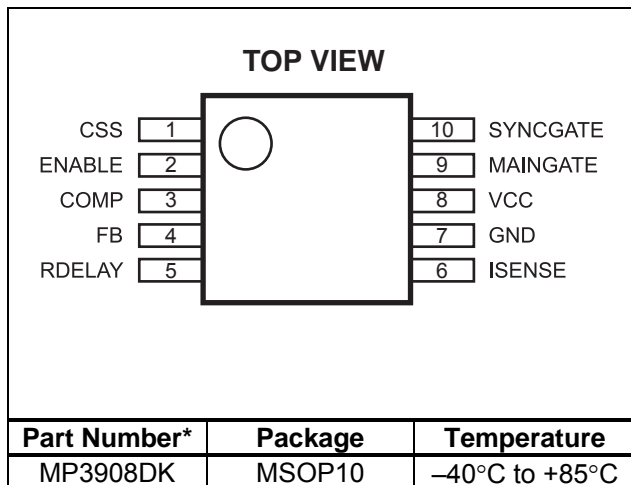 TOP VIEW
CSS 1 10 SYNCGATE
ENABLE 2 9 MAINGATE
COMP 3 8 VCC
FB 4 7 GND
RDELAY 5 6 ISENSE
Part Number* Package Temperature
MP3908DK MSOP10 –40°C to +85°C